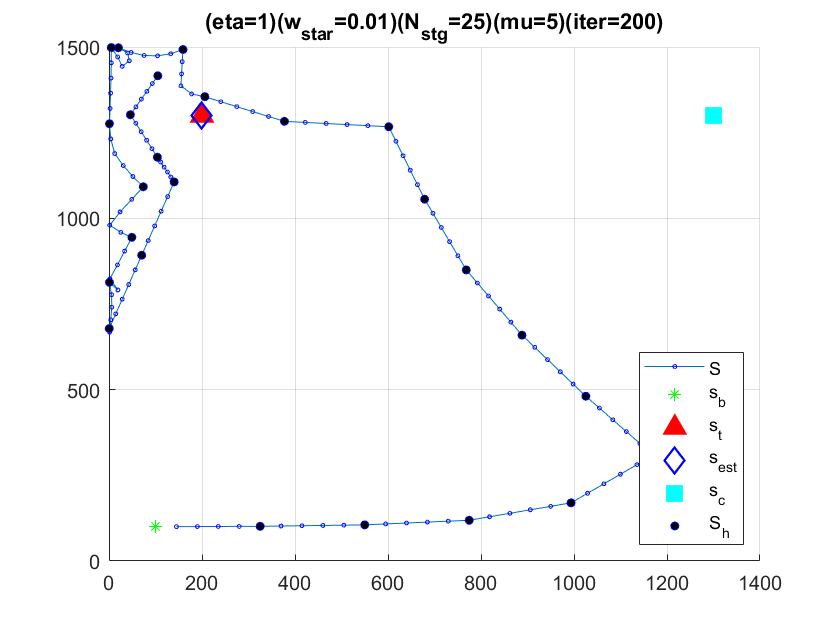 (eta=1)(w_star=0.01)(N_stg=25)(mu=5)(iter=200)
1500
1000
500
0
0 200 400 600 800 1000 1200 1400
S
s_b
s_t
s_est
s_c
S_h